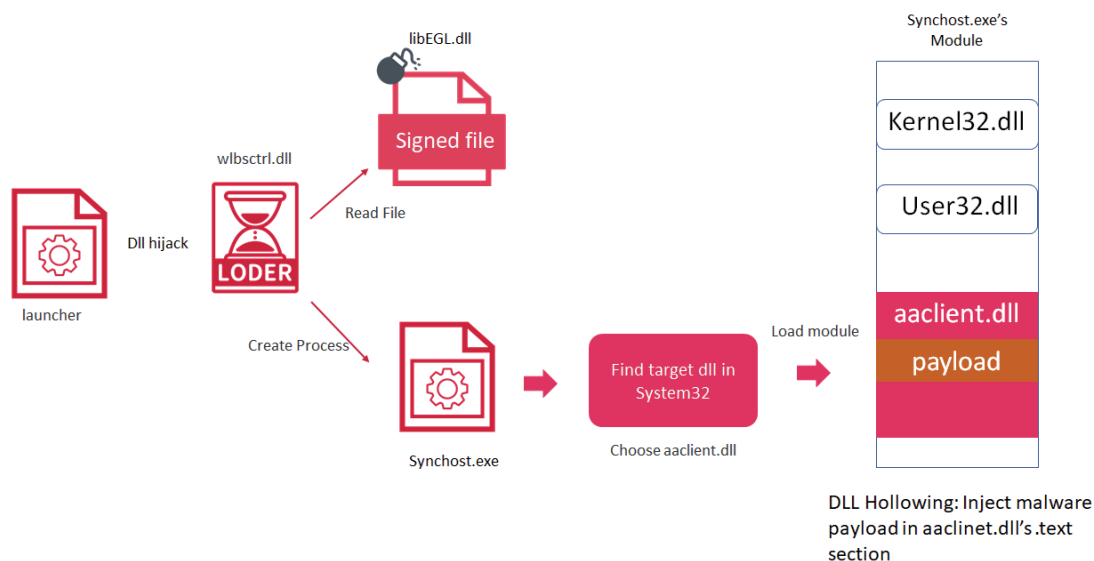 libEGL.dll
Signed file
wlbsctrl.dll
Read File
Dll hijack
LODER
launcher
Create Process
Synchost.exe
Find target dll in
System32
Choose aaclient.dll
Load module
Synchost.exe's
Module
Kernel32.dll
User32.dll
aaclient.dll
payload
DLL Hollowing: Inject malware
payload in aaclinet.dll's .text
section